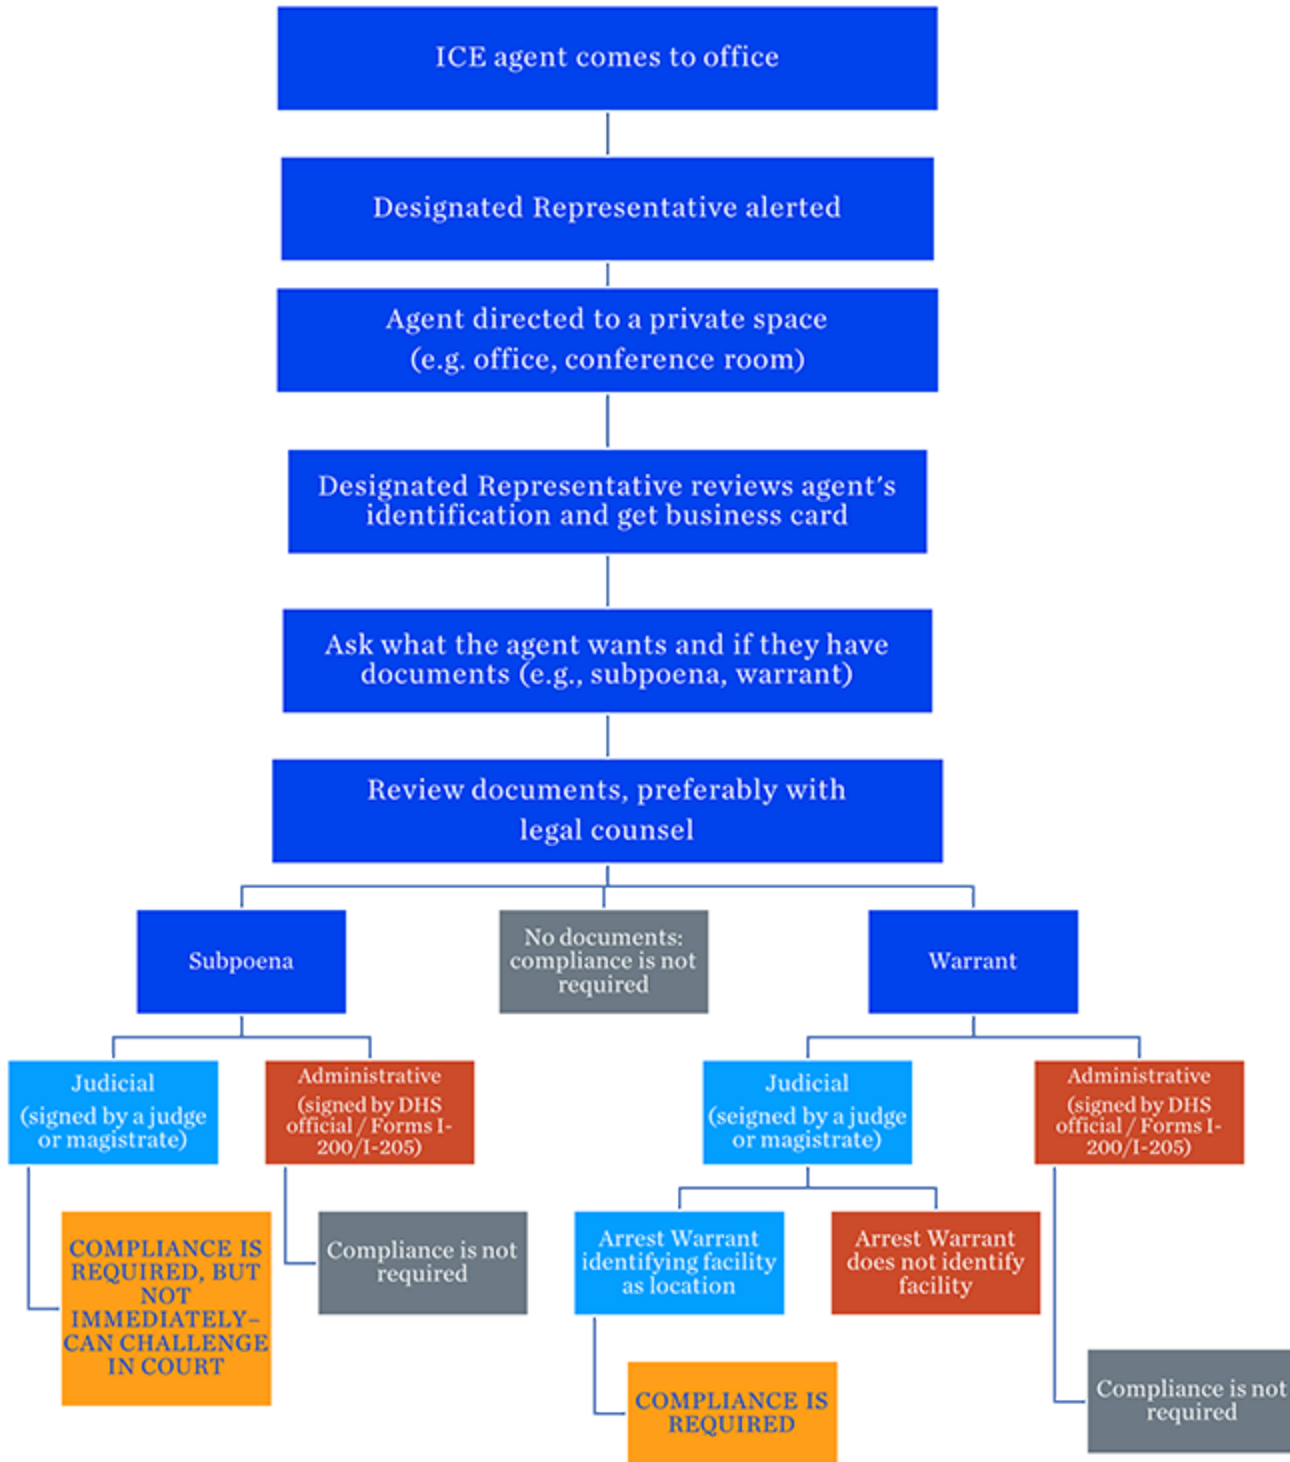 ICE agent comes to office
Designated Representative alerted
Agent directed to a private space
(e.g. office, conference room)
Designated Representative reviews agent's
identification and get business card
Ask what the agent wants and if they have
documents (e.g., subpoena, warrant)
Review documents, preferably with
legal counsel
Subpoena
No documents:
compliance is not
required
Warrant
Judicial
(signed by a judge
or magistrate)
Administrative
(signed by DHS
official / Forms I-
200/I-205)
Judicial
(seigned by a judge
or magistrate)
Administrative
(signed by DHS
official / Forms I-
200/I-205)
COMPLIANCE IS
REQUIRED, BUT
NOT
IMMEDIATELY–
CAN CHALLENGE
IN COURT
Compliance is not
required
Arrest Warrant
identifying facility
as location
Arrest Warrant
does not identify
facility
COMPLIANCE IS
REQUIRED
Compliance is not
required